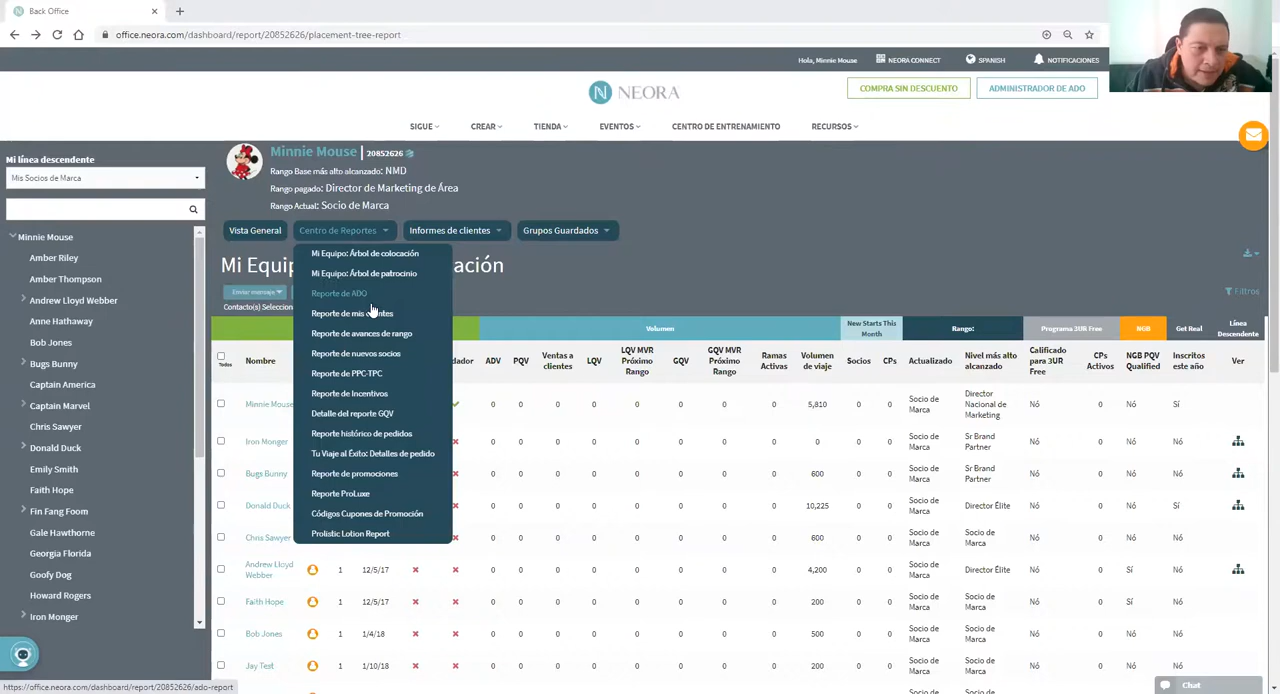 Back Office
office.neora.com/dashboard/report/20852626/placement-tree-report
Hola, Minnie Mouse
NEORA CONNECT
SPANISH
NOTIFICACIONES
N NEORA
COMPRA SIN DESCUENTO
ADMINISTRADOR DE ADO
SIGUE
CREAR
TIENDA
EVENTOS
CENTRO DE ENTRENAMIENTO
RECURSOS
Mi línea descendente
Mis Socios de Marca
Minnie Mouse
Amber Riley
Amber Thompson
Andrew Lloyd Webber
Anne Hathaway
Bob Jones
Bugs Bunny
Captain America
Captain Marvel
Chris Sawyer
Donald Duck
Emily Smith
Faith Hope
Fin Fang Foom
Gale Hawthorne
Georgia Florida
Goofy Dog
Howard Rogers
Iron Monger
Minnie Mouse | 20852626
Rango Base más alto alcanzado: NMD
Rango pagado: Director de Marketing de Área
Rango Actual: Socio de Marca
Vista General
Centro de Reportes
Informes de clientes
Grupos Guardados
Mi Equipo: Árbol de colocación
Mi Equipo: Árbol de patrocinio
Reporte de ADO
Reporte de mis clientes
Reporte de avances de rango
Reporte de nuevos socios
Reporte de PPC-TPC
Reporte de Incentivos
Detalle del reporte GQV
Reporte histórico de pedidos
Tu Viaje al Éxito: Detalles de pedido
Reporte de promociones
Reporte ProLuxe
Códigos Cupones de Promoción
Prolistic Lotion Report
Mi Equi
ocación
Enviar mensaje
Contacto(s) Seleccion
Filtros
Volumen
New Starts This Month
Rango:
Programa 3UR Free
NGB
Get Real
Línea Descendente
Todos
Nombre
dador
ADV
PQV
Ventas a clientes
LQV
LQV MVR Próximo Rango
GQV
GQV MVR Próximo Rango
Ramas Activas
Volumen de viaje
Socios
CPs
Actualizado
Nivel más alto alcanzado
Calificado para 3UR Free
CPs Activos
NGB PQV Qualified
Inscritos este año
Ver
Minnie Mouse 0 0 0 0 0 0 0 0 5,810 0 0 Socio de Marca Director Nacional de Marketing Nó 0 Nó Sí
Iron Monger 0 0 0 0 0 0 0 0 0 0 0 Socio de Marca Sr Brand Partner Nó 0 Nó Nó
Bugs Bunny 0 0 0 0 0 0 0 0 600 0 0 Socio de Marca Sr Brand Partner Nó 0 Nó Nó
Donald Duck 0 0 0 0 0 0 0 0 10,225 0 0 Socio de Marca Director Élite Nó 0 Nó Sí
Chris Sawyer 0 0 0 0 0 0 0 0 600 0 0 Socio de Marca Socio de Marca Nó 0 Nó Nó
Andrew Lloyd Webber 1 12/5/17 0 0 0 0 0 0 0 0 4,200 0 0 Socio de Marca Director Élite Nó 0 Sí Nó
Faith Hope 1 12/5/17 0 0 0 0 0 0 0 0 200 0 0 Socio de Marca Socio de Marca Nó 0 Sí Nó
Bob Jones 1 1/4/18 0 0 0 0 0 0 0 0 500 0 0 Socio de Marca Socio de Marca Nó 0 Nó Nó
Jay Test 1 1/10/18 0 0 0 0 0 0 0 0 200 0 0 Socio de Marca Socio de Marca Nó 0 Nó Nó
https://office.neora.com/dashboard/report/20852626/ado-report
Chat